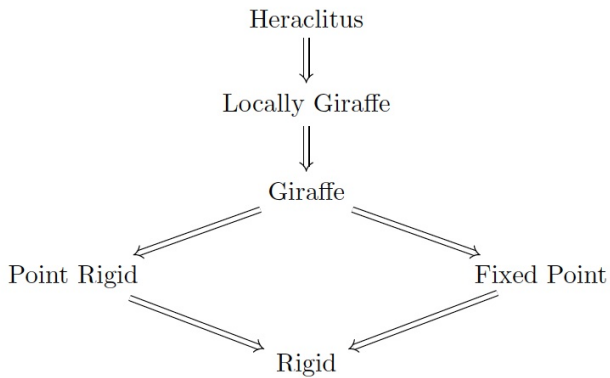 Heraclitus
Locally Giraffe
Giraffe
Point Rigid
Fixed Point
Rigid